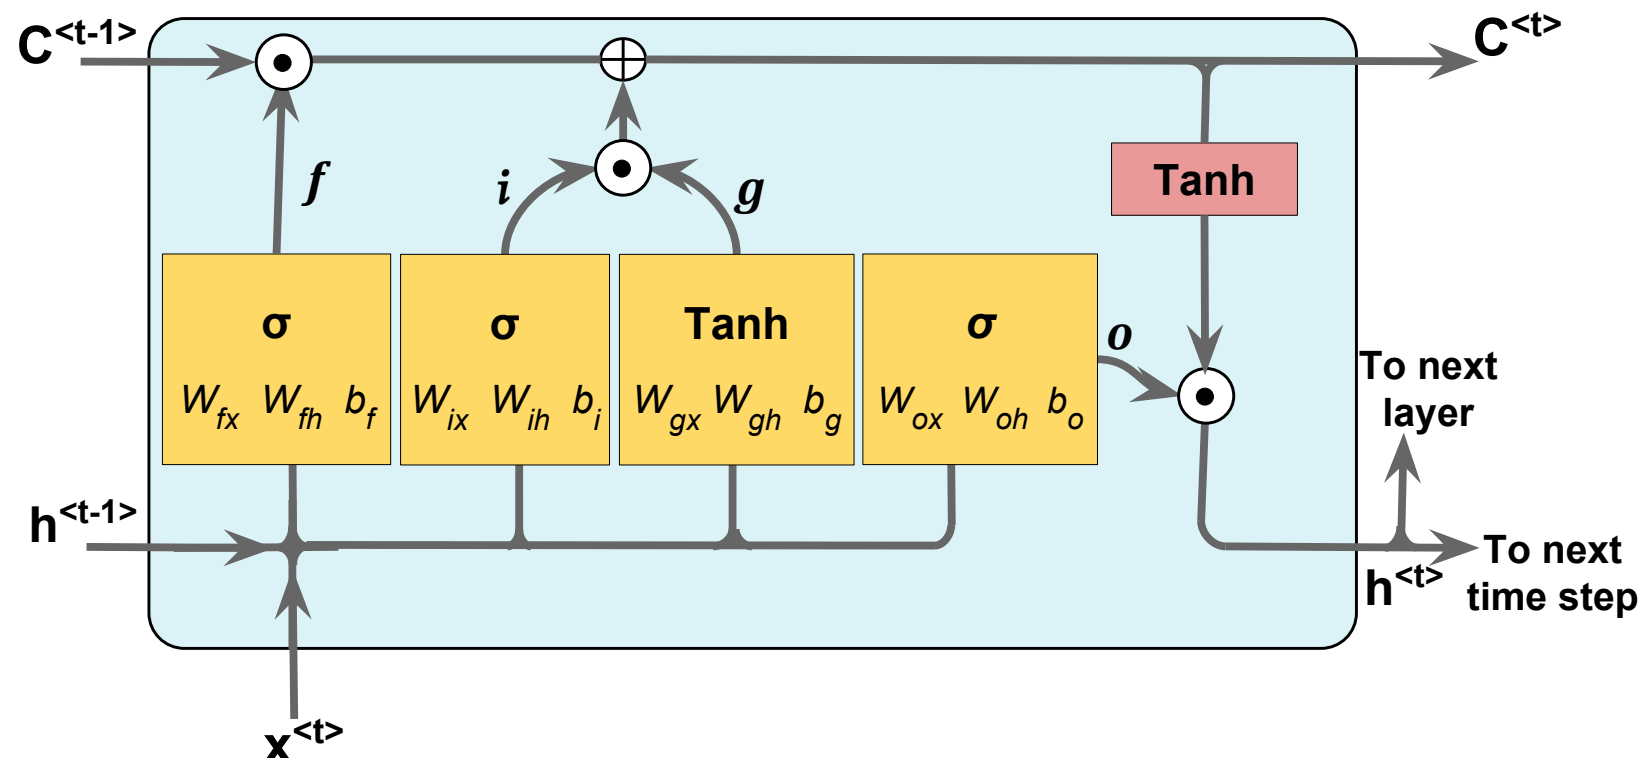 C<t-1>
C<t>
f
i
g
Tanh
σ
W_fx W_fh b_f
σ
W_ix W_ih b_i
Tanh
W_gx W_gh b_g
σ
W_ox W_oh b_o
o
To next
layer
h<t-1>
h<t>
To next
time step
x<t>